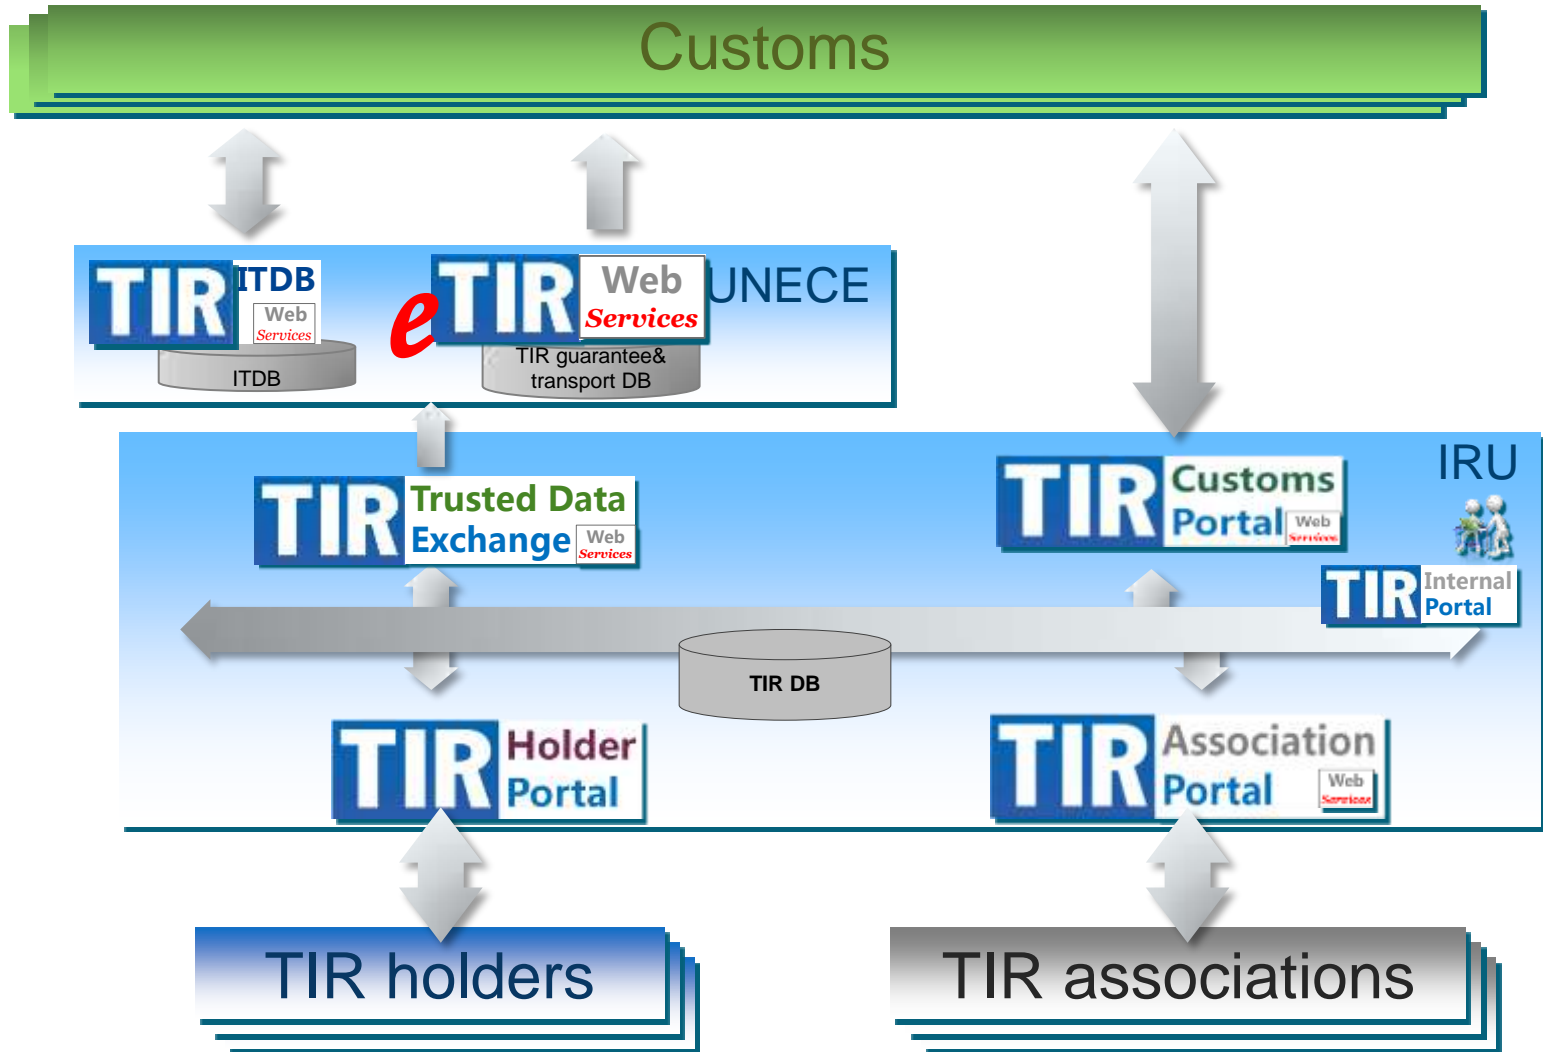 Customs
TIR ITDB
Web
Services
ITDB
eTIR Web
Services
TIR guarantee&
transport DB
UNECE
IRU
TIR Trusted Data
Exchange Web
Services
TIR Customs
Portal Web
Services
TIR Internal
Portal
TIR DB
TIR Holder
Portal
TIR Association
Portal Web
Services
TIR holders
TIR associations